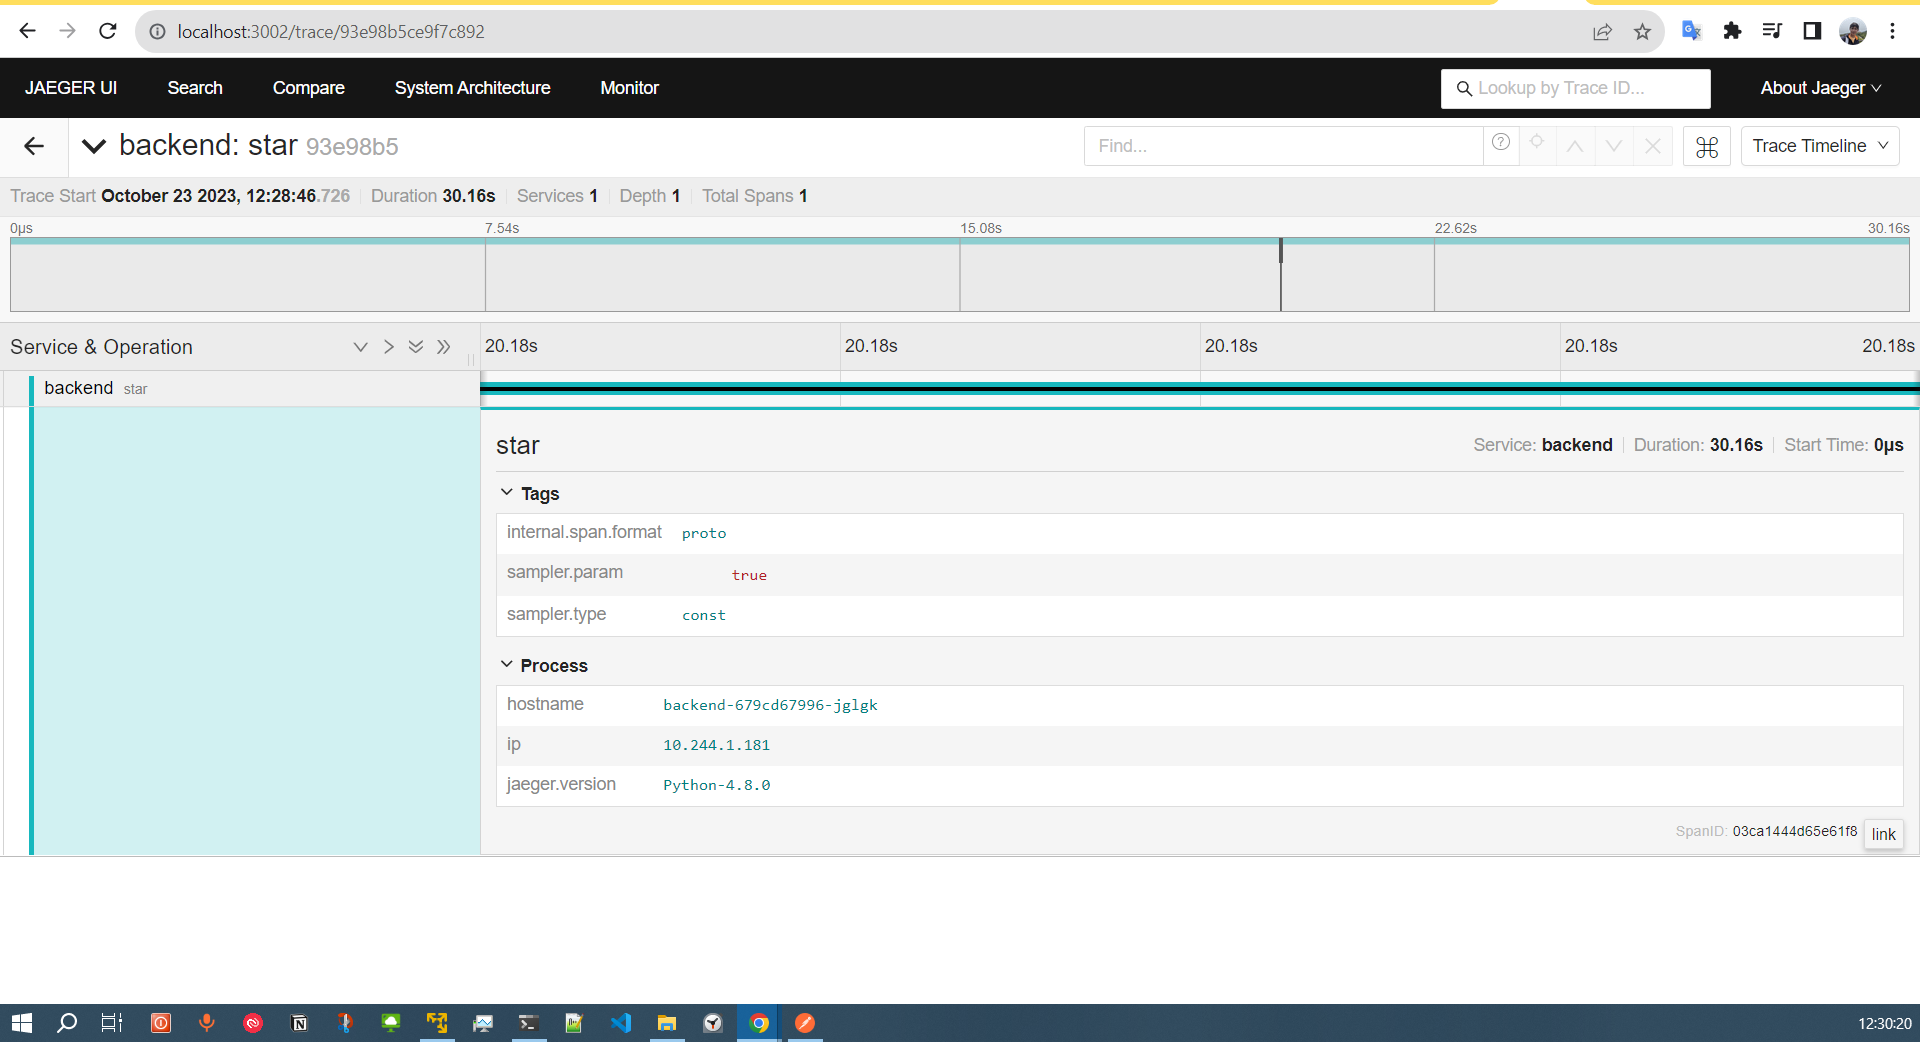 localhost:3002/trace/93e98b5ce9f7c892
JAEGER UI Search Compare System Architecture Monitor Lookup by Trace ID... About Jaeger
backend: star 93e98b5 Find... Trace Timeline
Trace Start October 23 2023, 12:28:46.726 Duration 30.16s Services 1 Depth 1 Total Spans 1
0μs 7.54s 15.08s 22.62s 30.16s
Service & Operation 20.18s 20.18s 20.18s 20.18s 20.18s
backend star
star Service: backend Duration: 30.16s Start Time: 0μs
Tags
internal.span.format proto
sampler.param true
sampler.type const
Process
hostname backend-679cd67996-jglgk
ip 10.244.1.181
jaeger.version Python-4.8.0
SpanID: 03ca1444d65e61f8 link
12:30:20